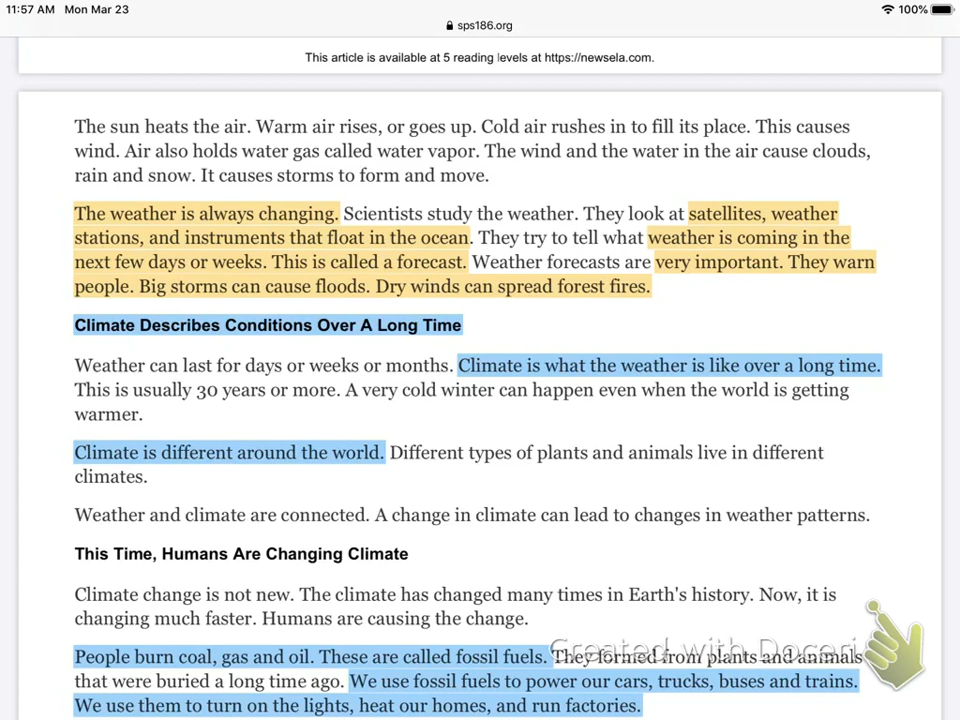 11:57 AM Mon Mar 23
100%
sps186.org
This article is available at 5 reading levels at https://newsela.com.
The sun heats the air. Warm air rises, or goes up. Cold air rushes in to fill its place. This causes
wind. Air also holds water gas called water vapor. The wind and the water in the air cause clouds,
rain and snow. It causes storms to form and move.
The weather is always changing. Scientists study the weather. They look at satellites, weather
stations, and instruments that float in the ocean. They try to tell what weather is coming in the
next few days or weeks. This is called a forecast. Weather forecasts are very important. They warn
people. Big storms can cause floods. Dry winds can spread forest fires.
Climate Describes Conditions Over A Long Time
Weather can last for days or weeks or months. Climate is what the weather is like over a long time.
This is usually 30 years or more. A very cold winter can happen even when the world is getting
warmer.
Climate is different around the world. Different types of plants and animals live in different
climates.
Weather and climate are connected. A change in climate can lead to changes in weather patterns.
This Time, Humans Are Changing Climate
Climate change is not new. The climate has changed many times in Earth's history. Now, it is
changing much faster. Humans are causing the change.
Created with Doceri
People burn coal, gas and oil. These are called fossil fuels. They formed from plants and animals
that were buried a long time ago. We use fossil fuels to power our cars, trucks, buses and trains.
We use them to turn on the lights, heat our homes, and run factories.